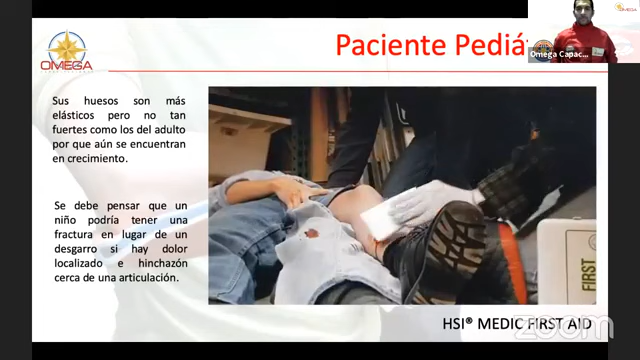 OMEGA
Paciente Pediá
OMEGA
Omega Capac...
Sus huesos son más
elásticos pero no tan
fuertes como los del adulto
por que aún se encuentran
en crecimiento.
Se debe pensar que un
niño podría tener una
fractura en lugar de un
desgarro si hay dolor
localizado e hinchazón
cerca de una articulación.
FIRST
HSI® MEDIC FIRST AID
zoom